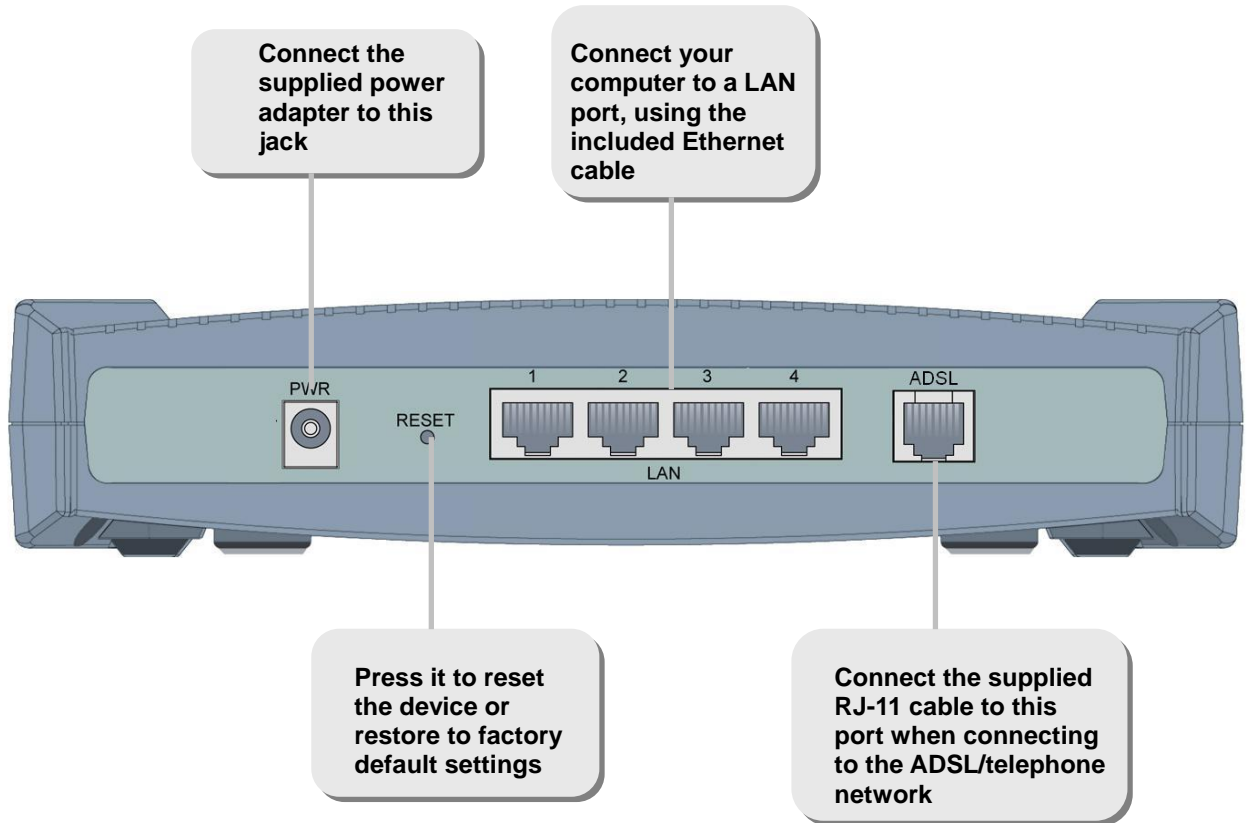 Connect the
supplied power
adapter to this
jack
Connect your
computer to a LAN
port, using the
included Ethernet
cable
PWR
RESET
1 2 3 4
LAN
ADSL
Press it to reset
the device or
restore to factory
default settings
Connect the supplied
RJ-11 cable to this
port when connecting
to the ADSL/telephone
network